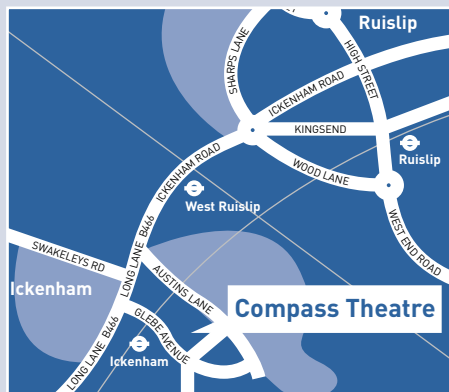 Ruislip
SHARPS LANE
HIGH STREET
ICKENHAM ROAD
KINGSEND
Ruislip
ICKENHAM ROAD
WOOD LANE
West Ruislip
WEST END ROAD
LONG LANE B466
SWAKELEYS RD
AUSTINS LANE
Ickenham
Compass Theatre
GLEBE AVENUE
LONG LANE B466
Ickenham